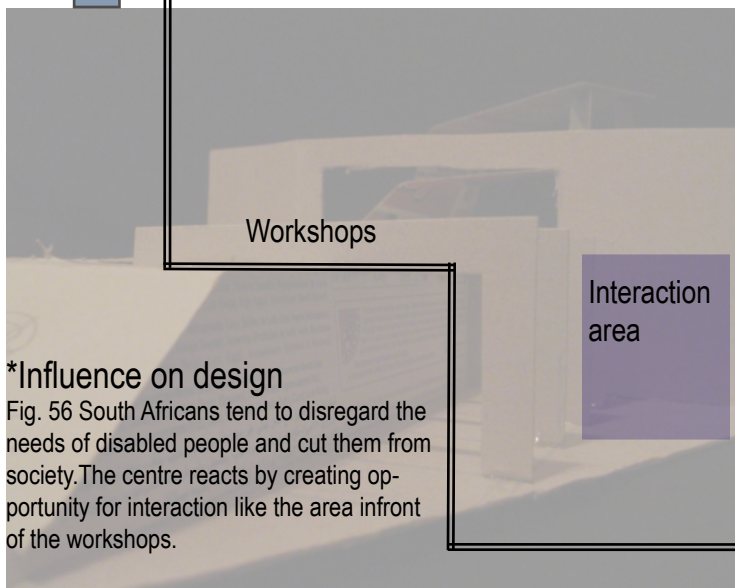 Workshops
Interaction
area
*Influence on design
Fig. 56 South Africans tend to disregard the
needs of disabled people and cut them from
society.The centre reacts by creating op-
portunity for interaction like the area infront
of the workshops.